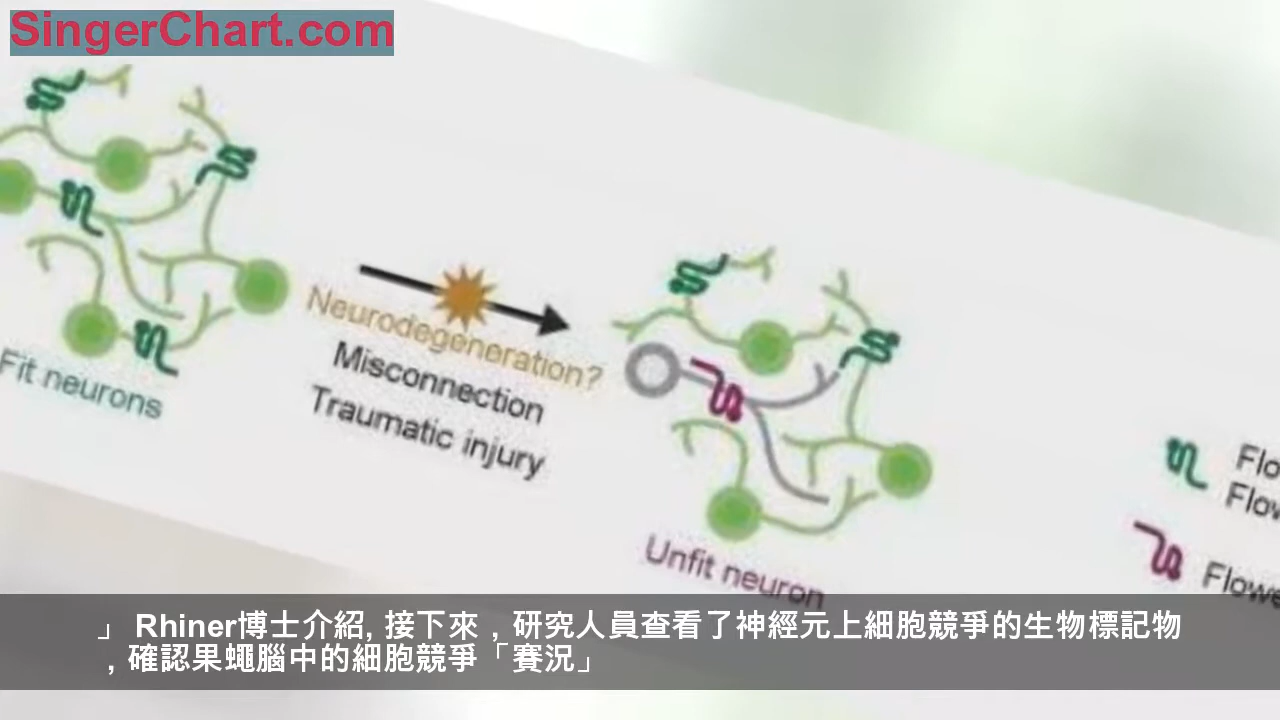 SingerChart.com
Neurodegeneration?
Misconnection
Traumatic injury
Fit neurons
Unfit neuron
」 Rhiner博士介紹, 接下來，研究人員查看了神經元上細胞競爭的生物標記物
，確認果蠅腦中的細胞競爭「賽況」